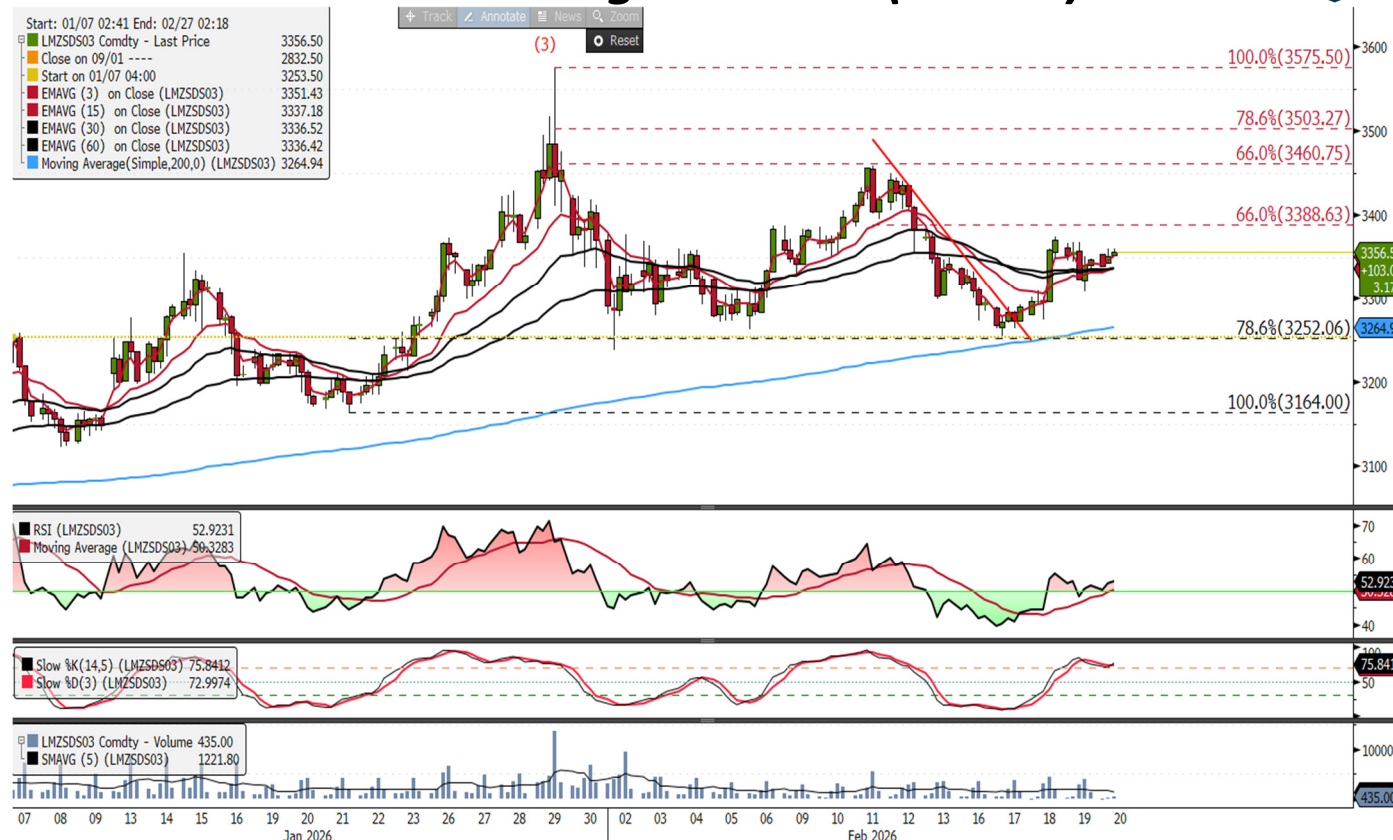 Start: 01/07 02:41 End: 02/27 02:18
LMZSDS03 Comdty - Last Price 3356.50
Close on 09/01 ---- 2832.50
Start on 01/07 04:00 3253.50
EMAVG (3) on Close (LMZSDS03) 3351.43
EMAVG (15) on Close (LMZSDS03) 3337.18
EMAVG (30) on Close (LMZSDS03) 3336.52
EMAVG (60) on Close (LMZSDS03) 3336.42
Moving Average(Simple,200,0) (LMZSDS03) 3264.94
Track Annotate News Zoom
Reset
(3)
100.0%(3575.50)
78.6%(3503.27)
66.0%(3460.75)
66.0%(3388.63)
78.6%(3252.06)
100.0%(3164.00)
3600
3500
3400
3356.5
+103.0
3.17
3300
3264.9
3200
3100
RSI (LMZSDS03) 52.9231
Moving Average (LMZSDS03) 50.3283
70
60
52.923
40
Slow %K(14,5) (LMZSDS03) 75.8412
Slow %D(3) (LMZSDS03) 72.9974
100
75.841
50
LMZSDS03 Comdty - Volume 435.00
SMAVG (5) (LMZSDS03) 1221.80
10000
435.00
07 08 09 13 14 15 16 19 20 21 22 23 26 27 28 29 30 02 03 04 05 06 09 10 11 12 13 16 17 18 19 20
Jan 2026 Feb 2026